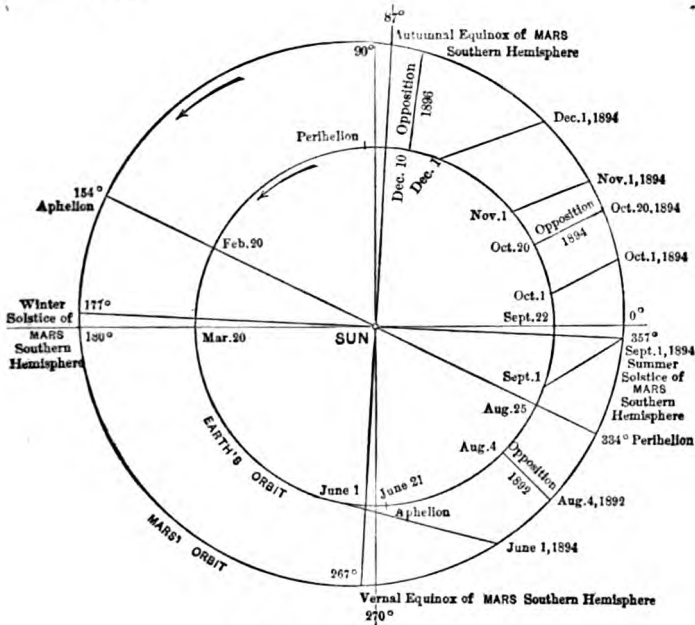 87°
Autumnal Equinox of MARS
Southern Hemisphere
90°
Opposition
1896
Dec. 1, 1894
Perihelion
Dec. 10
Dec. 1
154°
Aphelion
Nov. 1, 1894
Nov. 1
Oct. 20, 1894
Opposition
1894
Oct. 20
Feb. 20
Oct. 1, 1894
Oct. 1
Winter
Solstice of
MARS
Southern
Hemisphere
177°
180°
Mar. 20
SUN
Sept. 22
0°
357°
Sept. 1, 1894
Summer
Solstice of
MARS
Southern
Hemisphere
Sept. 1
Aug. 25
334° Perihelion
EARTH'S ORBIT
Aug. 4
Opposition
1892
Aug. 4, 1892
June 1
June 21
Aphelion
June 1, 1894
MARS' ORBIT
267°
Vernal Equinox of MARS Southern Hemisphere
270°